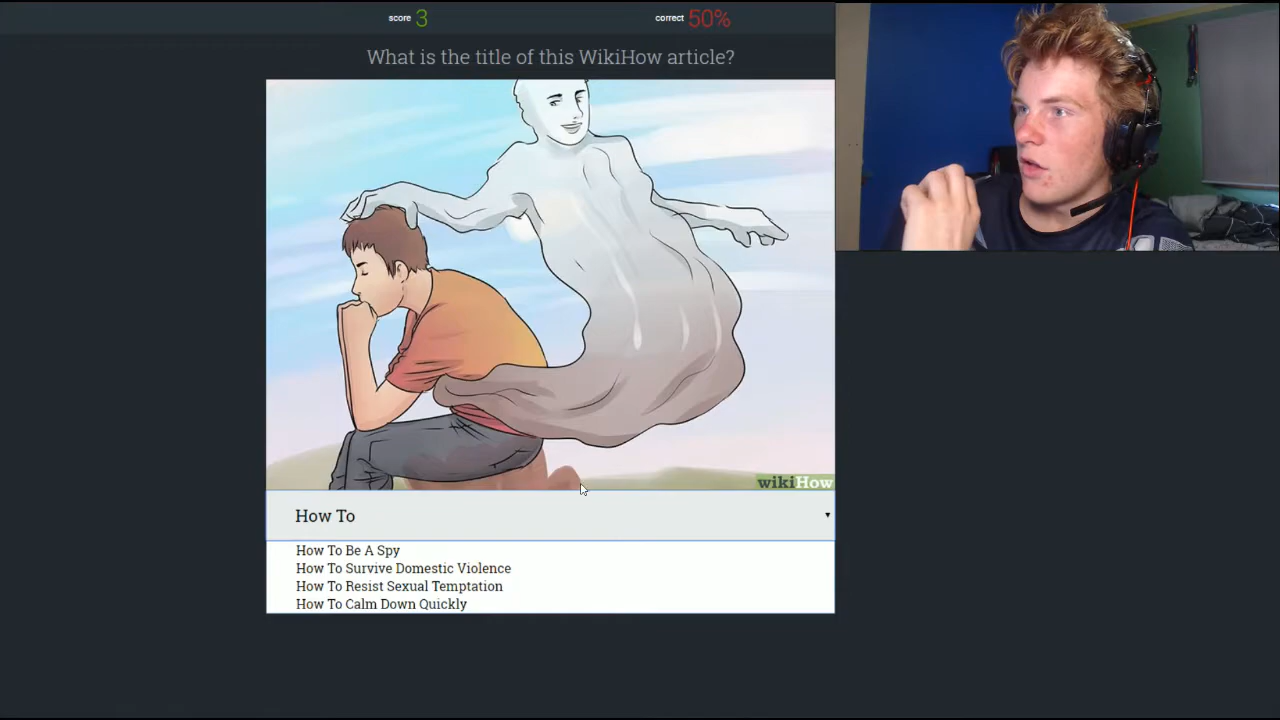 score 3
correct 50%
What is the title of this WikiHow article?
wikiHow
How To
How To Be A Spy
How To Survive Domestic Violence
How To Resist Sexual Temptation
How To Calm Down Quickly